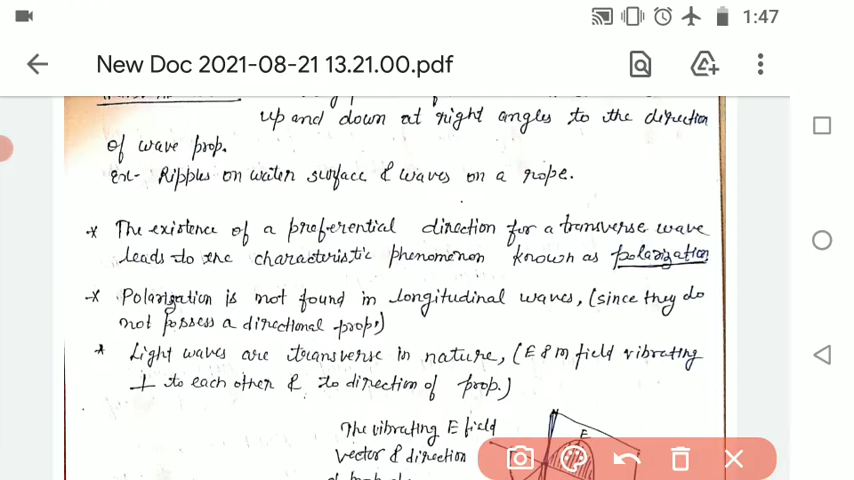 1:47
New Doc 2021-08-21 13.21.00.pdf
up and down at right angles to the direction
of wave prop.
Ex- Ripples on water surface & waves on a rope.
* The existence of a preferential direction for a transverse wave
leads to the characteristic phenomenon known as polarization
* Polarization is not found in longitudinal waves, (since they do
not possess a directional prop.)
* Light waves are transverse in nature, (E & M field vibrating
⊥ to each other & to direction of prop.)
The vibrating E field
vector & direction
E